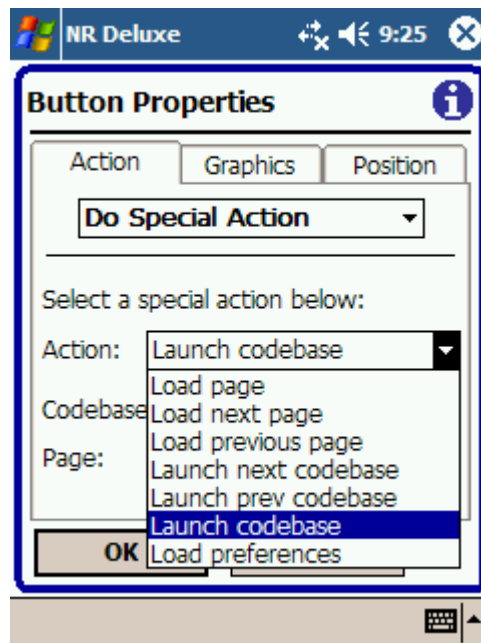 NR Deluxe 9:25
Button Properties
Action Graphics Position
Do Special Action
Select a special action below:
Action: Launch codebase
Load page
Codebase Load next page
Load previous page
Page: Launch next codebase
Launch prev codebase
Launch codebase
OK Load preferences